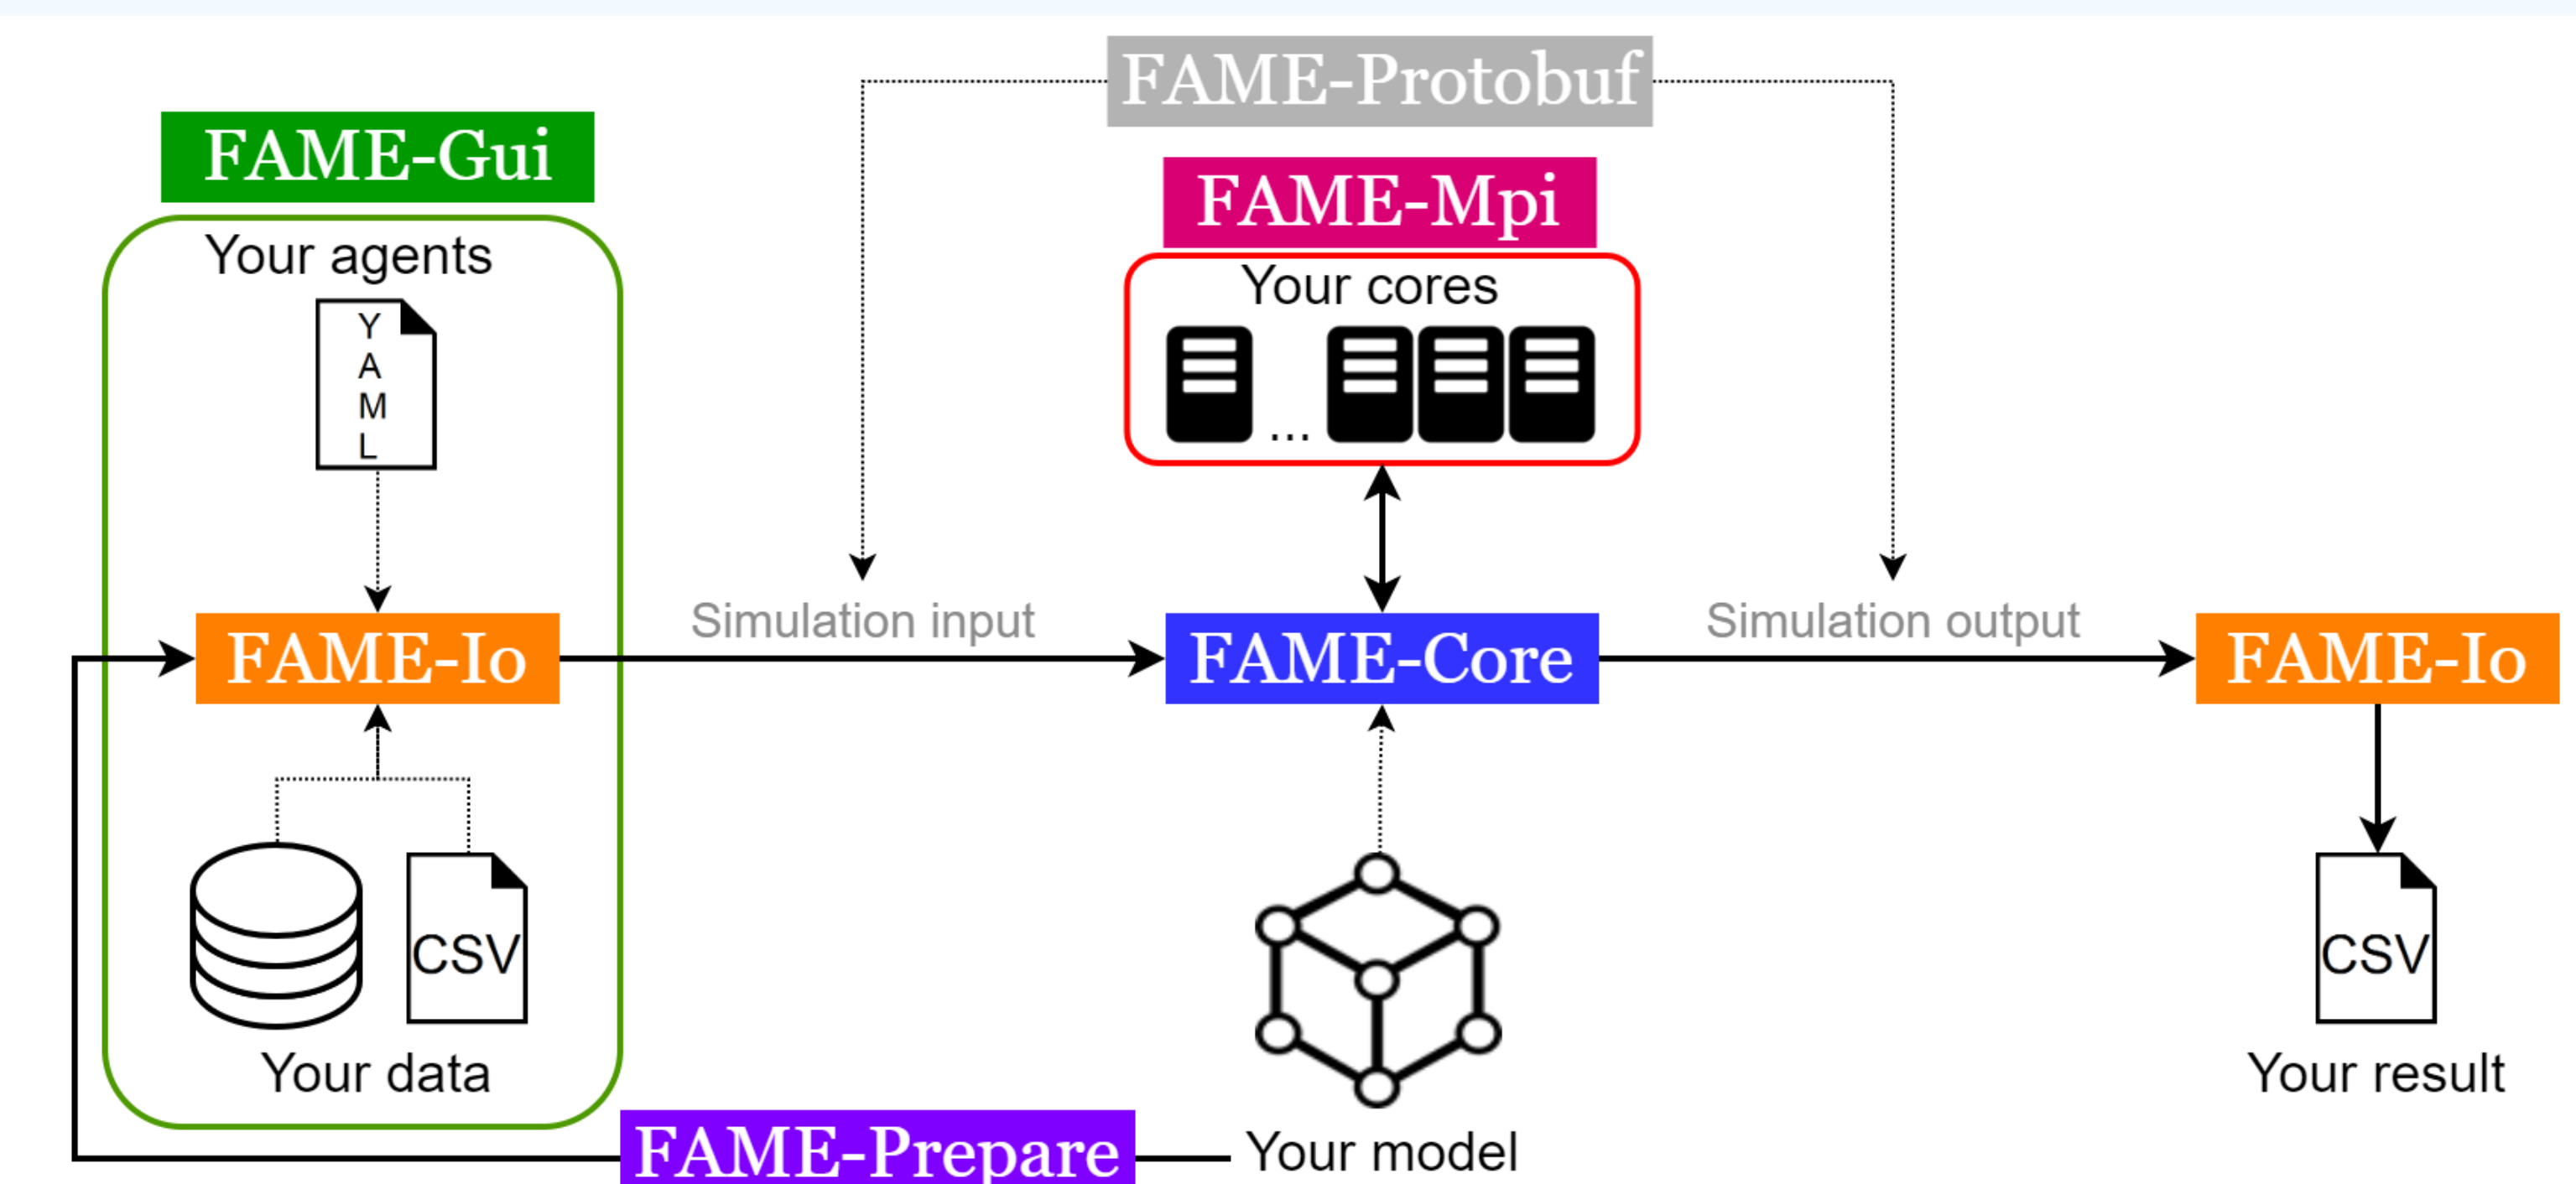 FAME-Protobuf
FAME-Gui
FAME-Mpi
Your agents
Your cores
Y
A
M
L
...
Simulation input
Simulation output
FAME-Io
FAME-Core
FAME-Io
CSV
CSV
Your data
Your result
FAME-Prepare
Your model